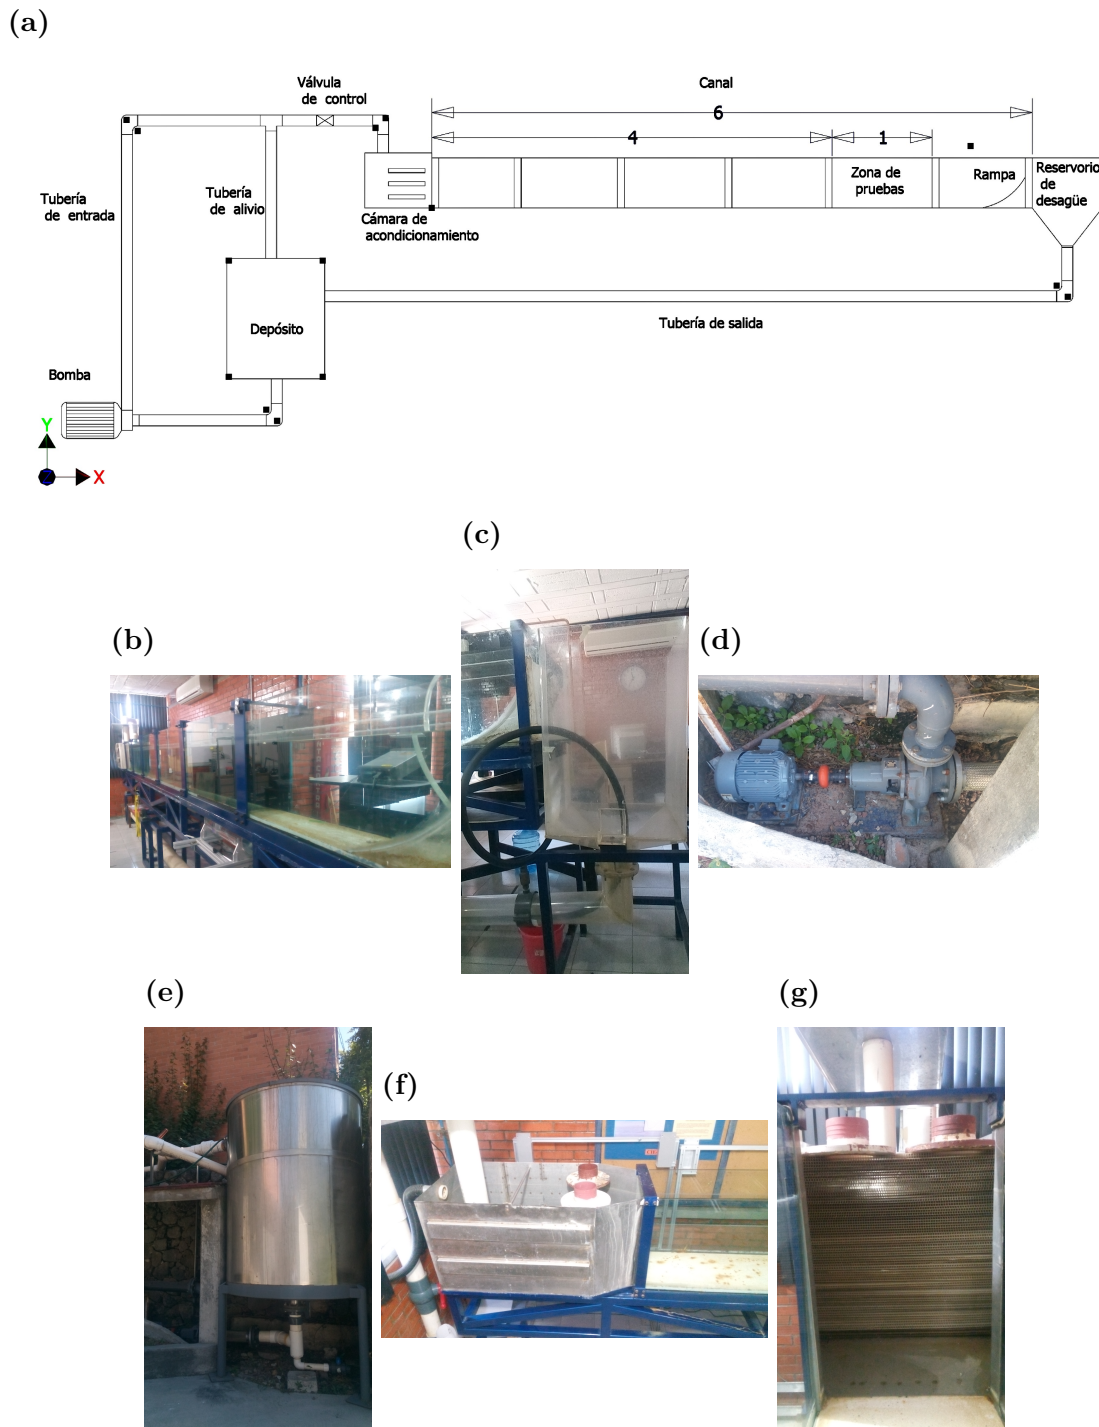 (a)
Válvula
de control
Canal
6
4
1
Tubería
de entrada
Tubería
de alivio
Cámara de
acondicionamiento
Zona de
pruebas
Rampa
Reservorio
de
desagüe
Depósito
Tubería de salida
Bomba
Y
Z
X
(c)
(b)
(d)
(e)
(g)
(f)